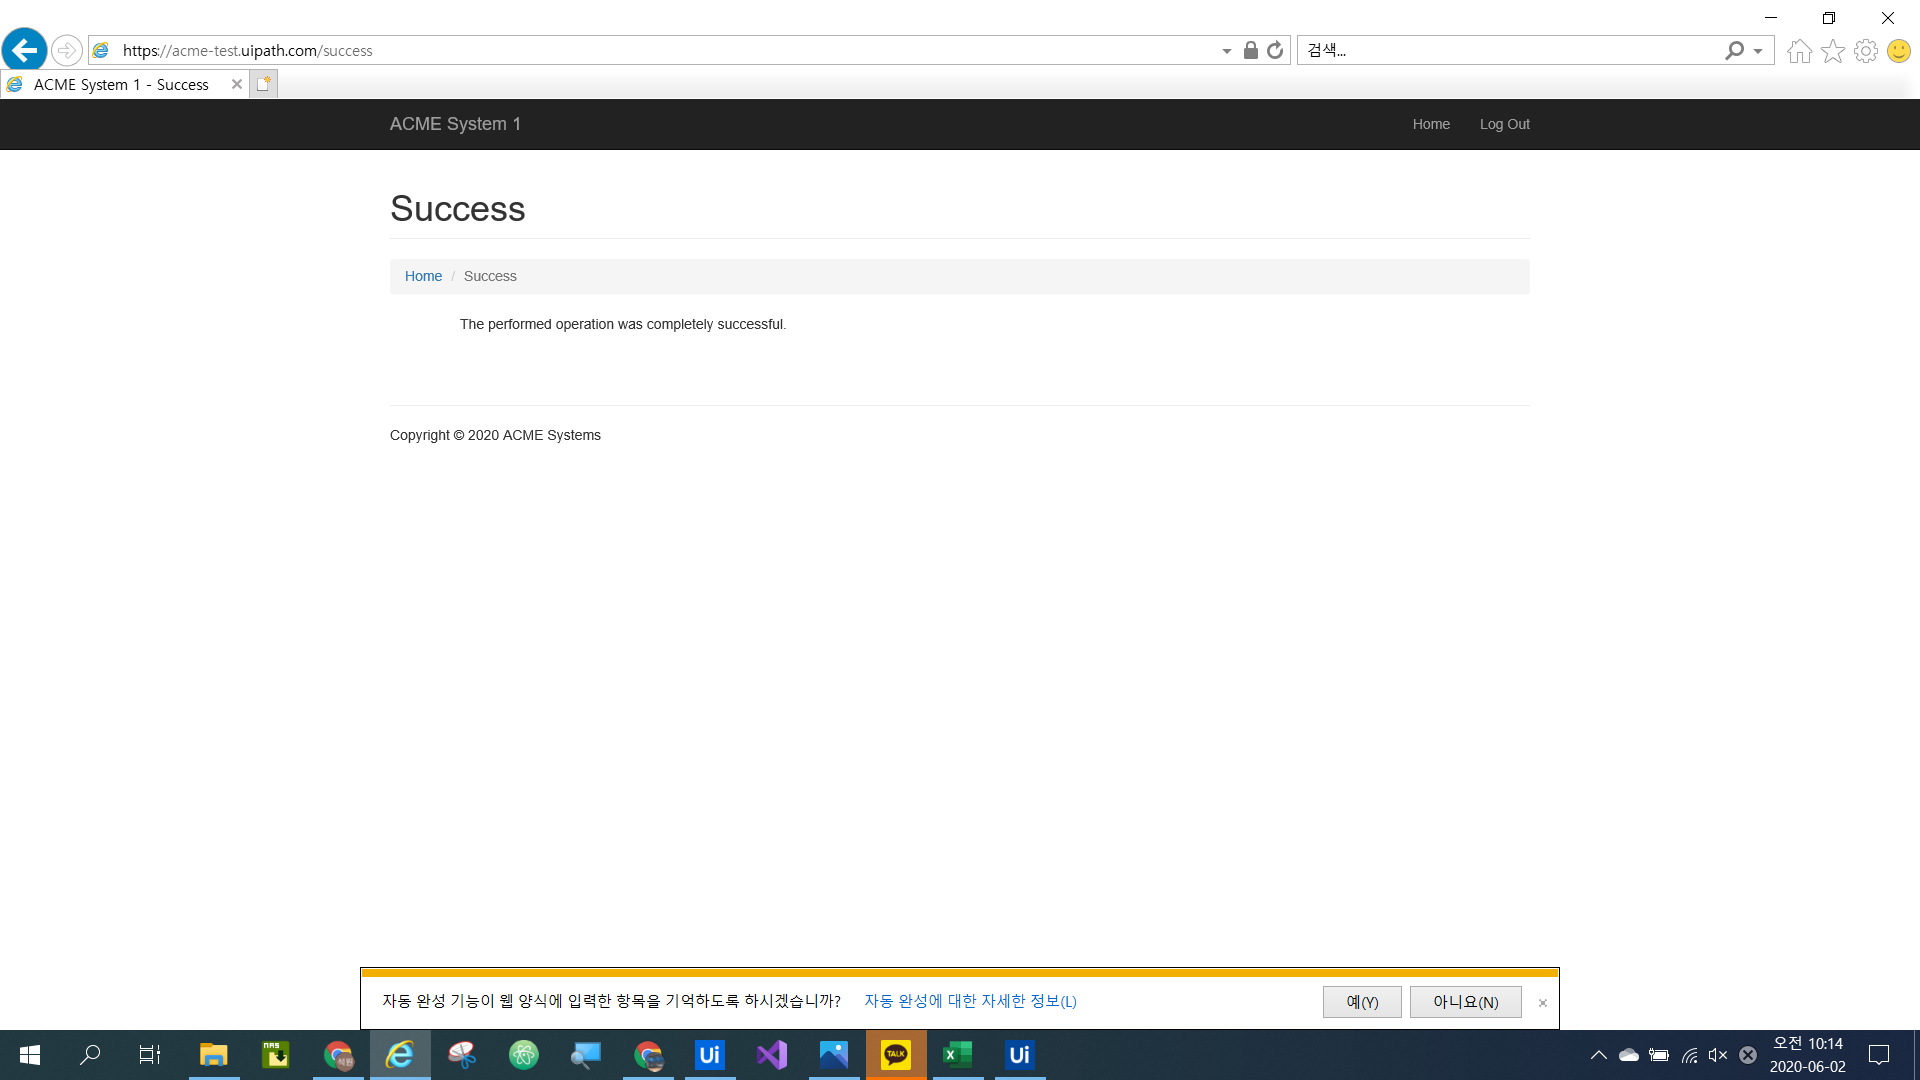 https://acme-test.uipath.com/success
검색...
ACME System 1 - Success
ACME System 1
Home
Log Out
Success
Home / Success
The performed operation was completely successful.
Copyright © 2020 ACME Systems
자동 완성 기능이 웹 양식에 입력한 항목을 기억하도록 하시겠습니까?
자동 완성에 대한 자세한 정보(L)
예(Y)
아니요(N)
NAS
Ui
TALK
X
Ui
오전 10:14
2020-06-02